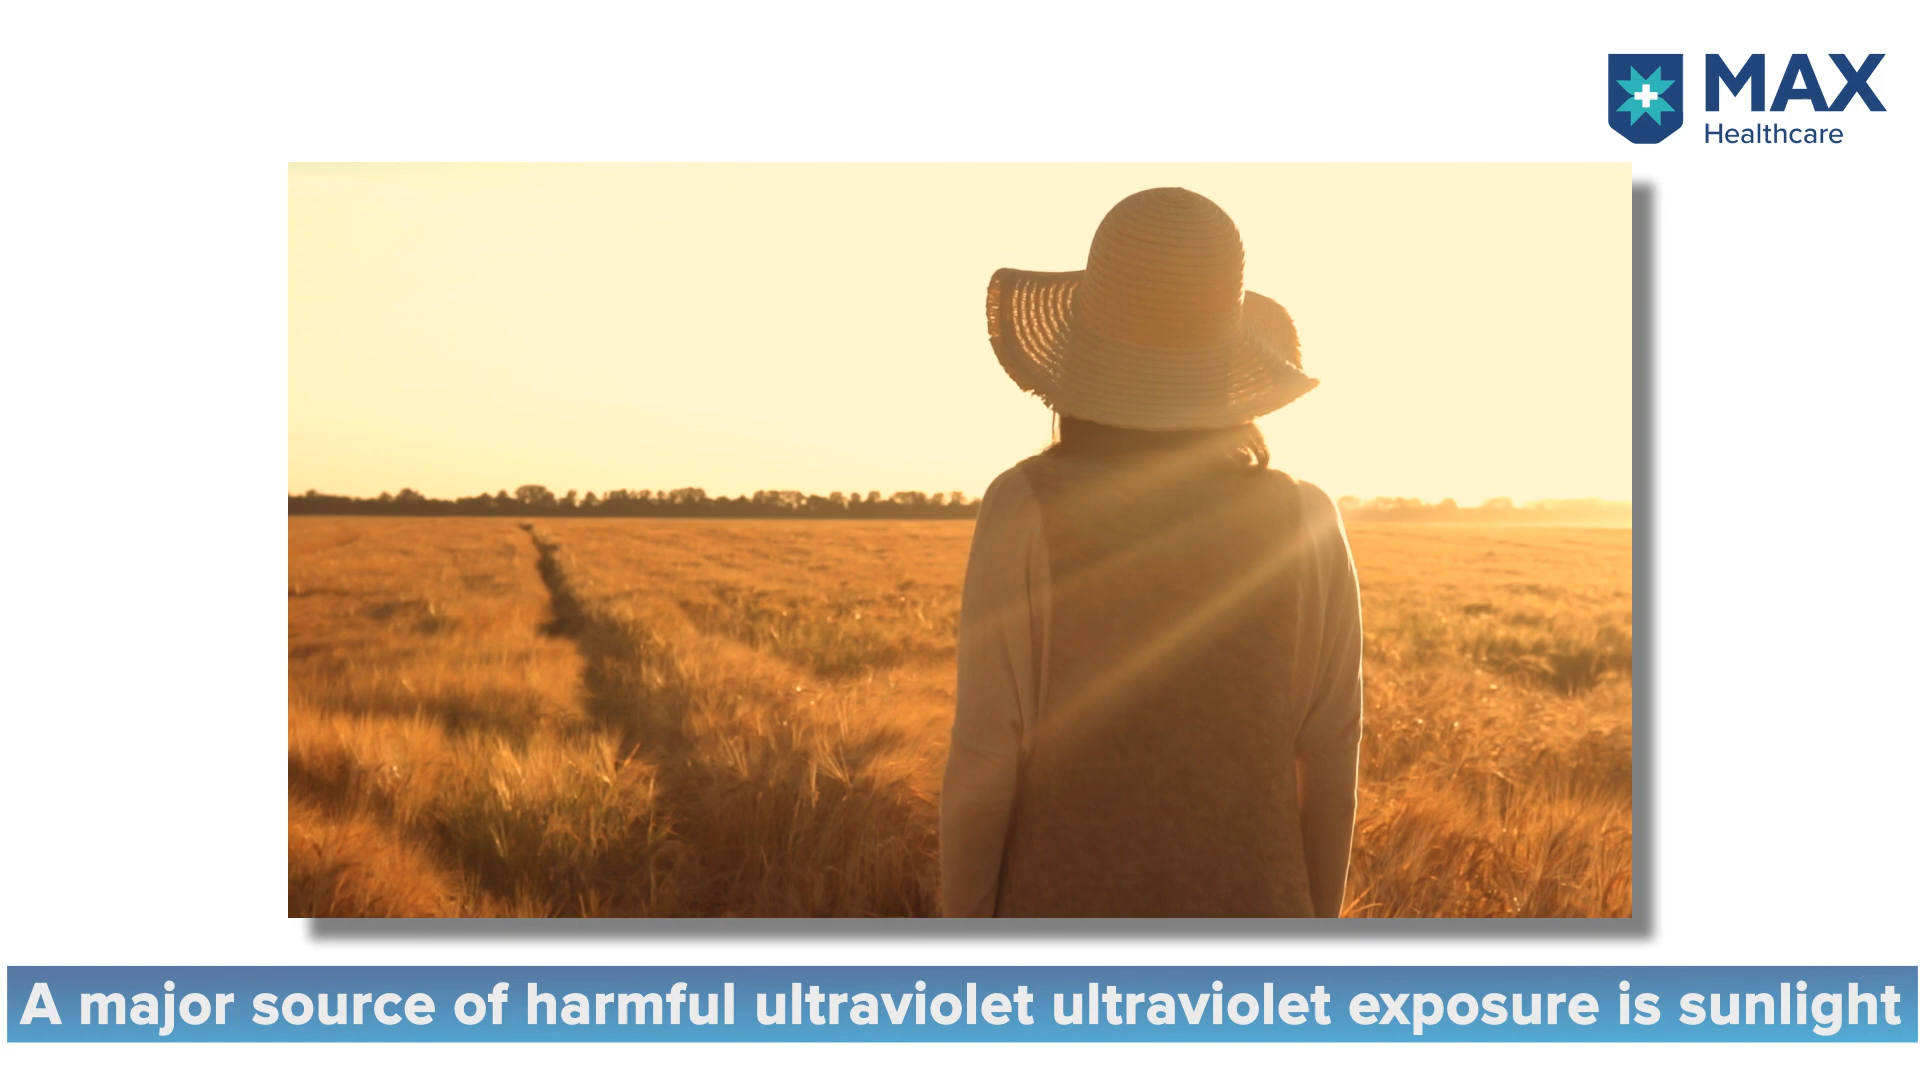 MAX
Healthcare
A major source of harmful ultraviolet ultraviolet exposure is sunlight